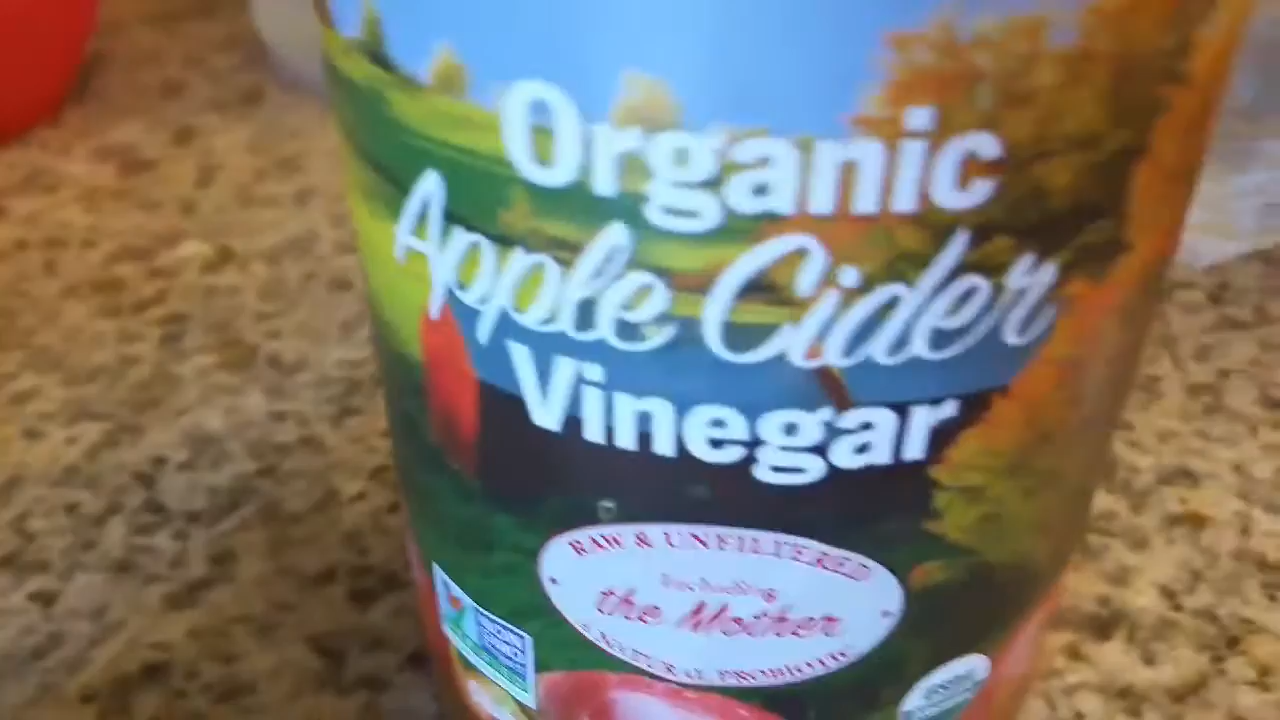 Organic
Apple Cider
Vinegar
RAW & UNFILTERED
Including
the Mother
A NATURAL PROBIOTIC